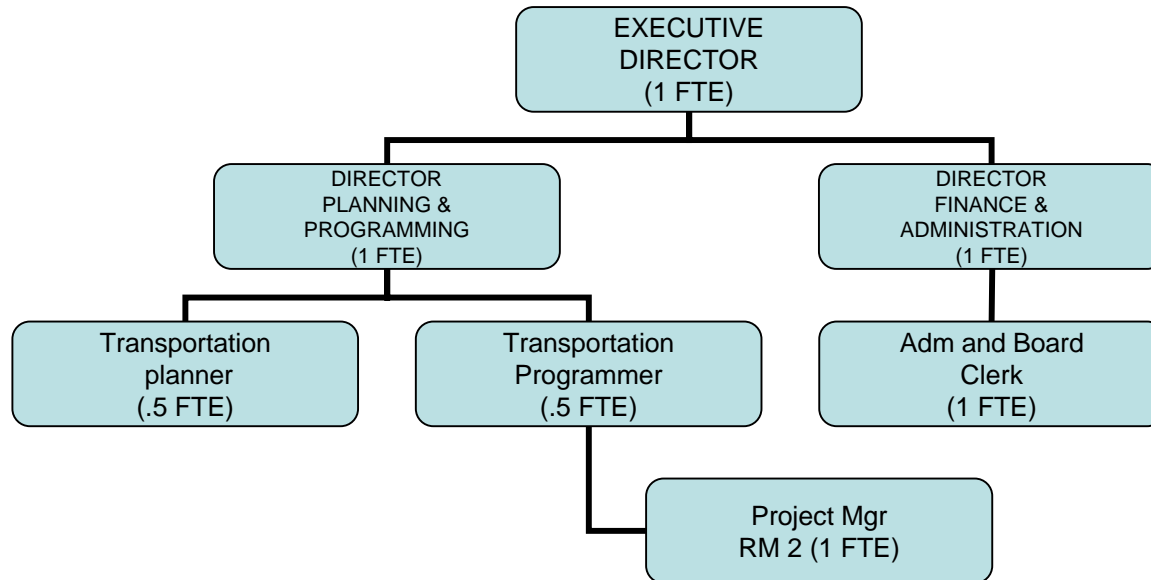 EXECUTIVE
DIRECTOR
(1 FTE)
DIRECTOR
PLANNING &
PROGRAMMING
(1 FTE)
DIRECTOR
FINANCE &
ADMINISTRATION
(1 FTE)
Transportation
planner
(.5 FTE)
Transportation
Programmer
(.5 FTE)
Adm and Board
Clerk
(1 FTE)
Project Mgr
RM 2 (1 FTE)